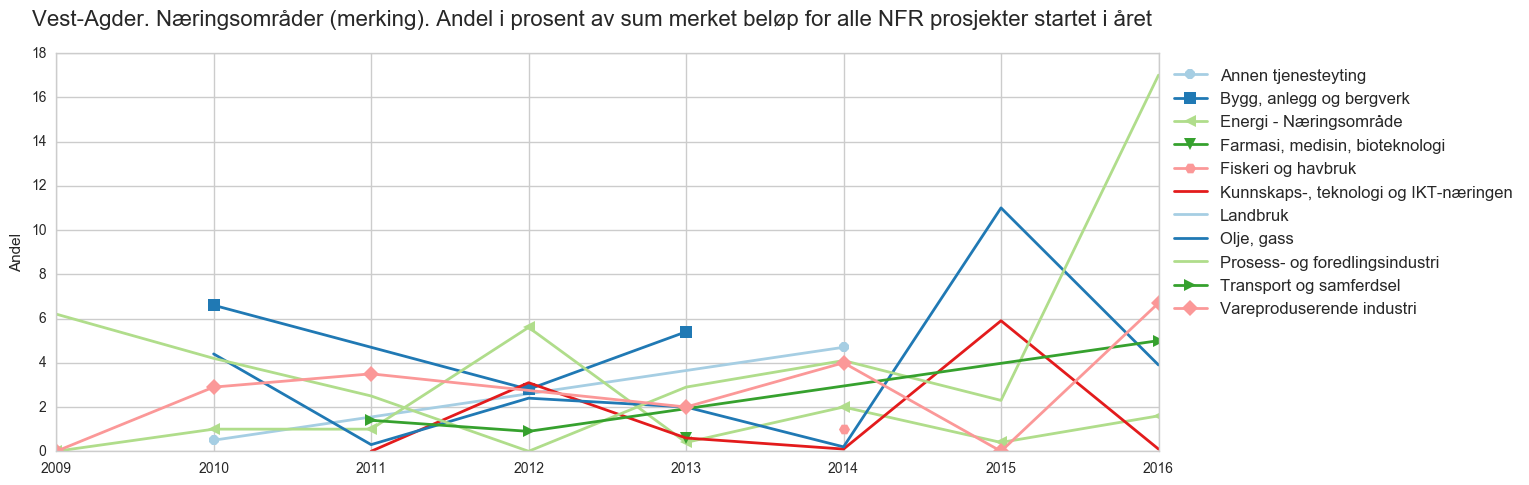 Vest-Agder. Næringsområder (merking). Andel i prosent av sum merket beløp for alle NFR prosjekter startet i året
18
16
14
12
10
8
6
4
2
0
Andel
2009 2010 2011 2012 2013 2014 2015 2016
Annen tjenesteyting
Bygg, anlegg og bergverk
Energi - Næringsområde
Farmasi, medisin, bioteknologi
Fiskeri og havbruk
Kunnskaps-, teknologi og IKT-næringen
Landbruk
Olje, gass
Prosess- og foredlingsindustri
Transport og samferdsel
Vareproduserende industri